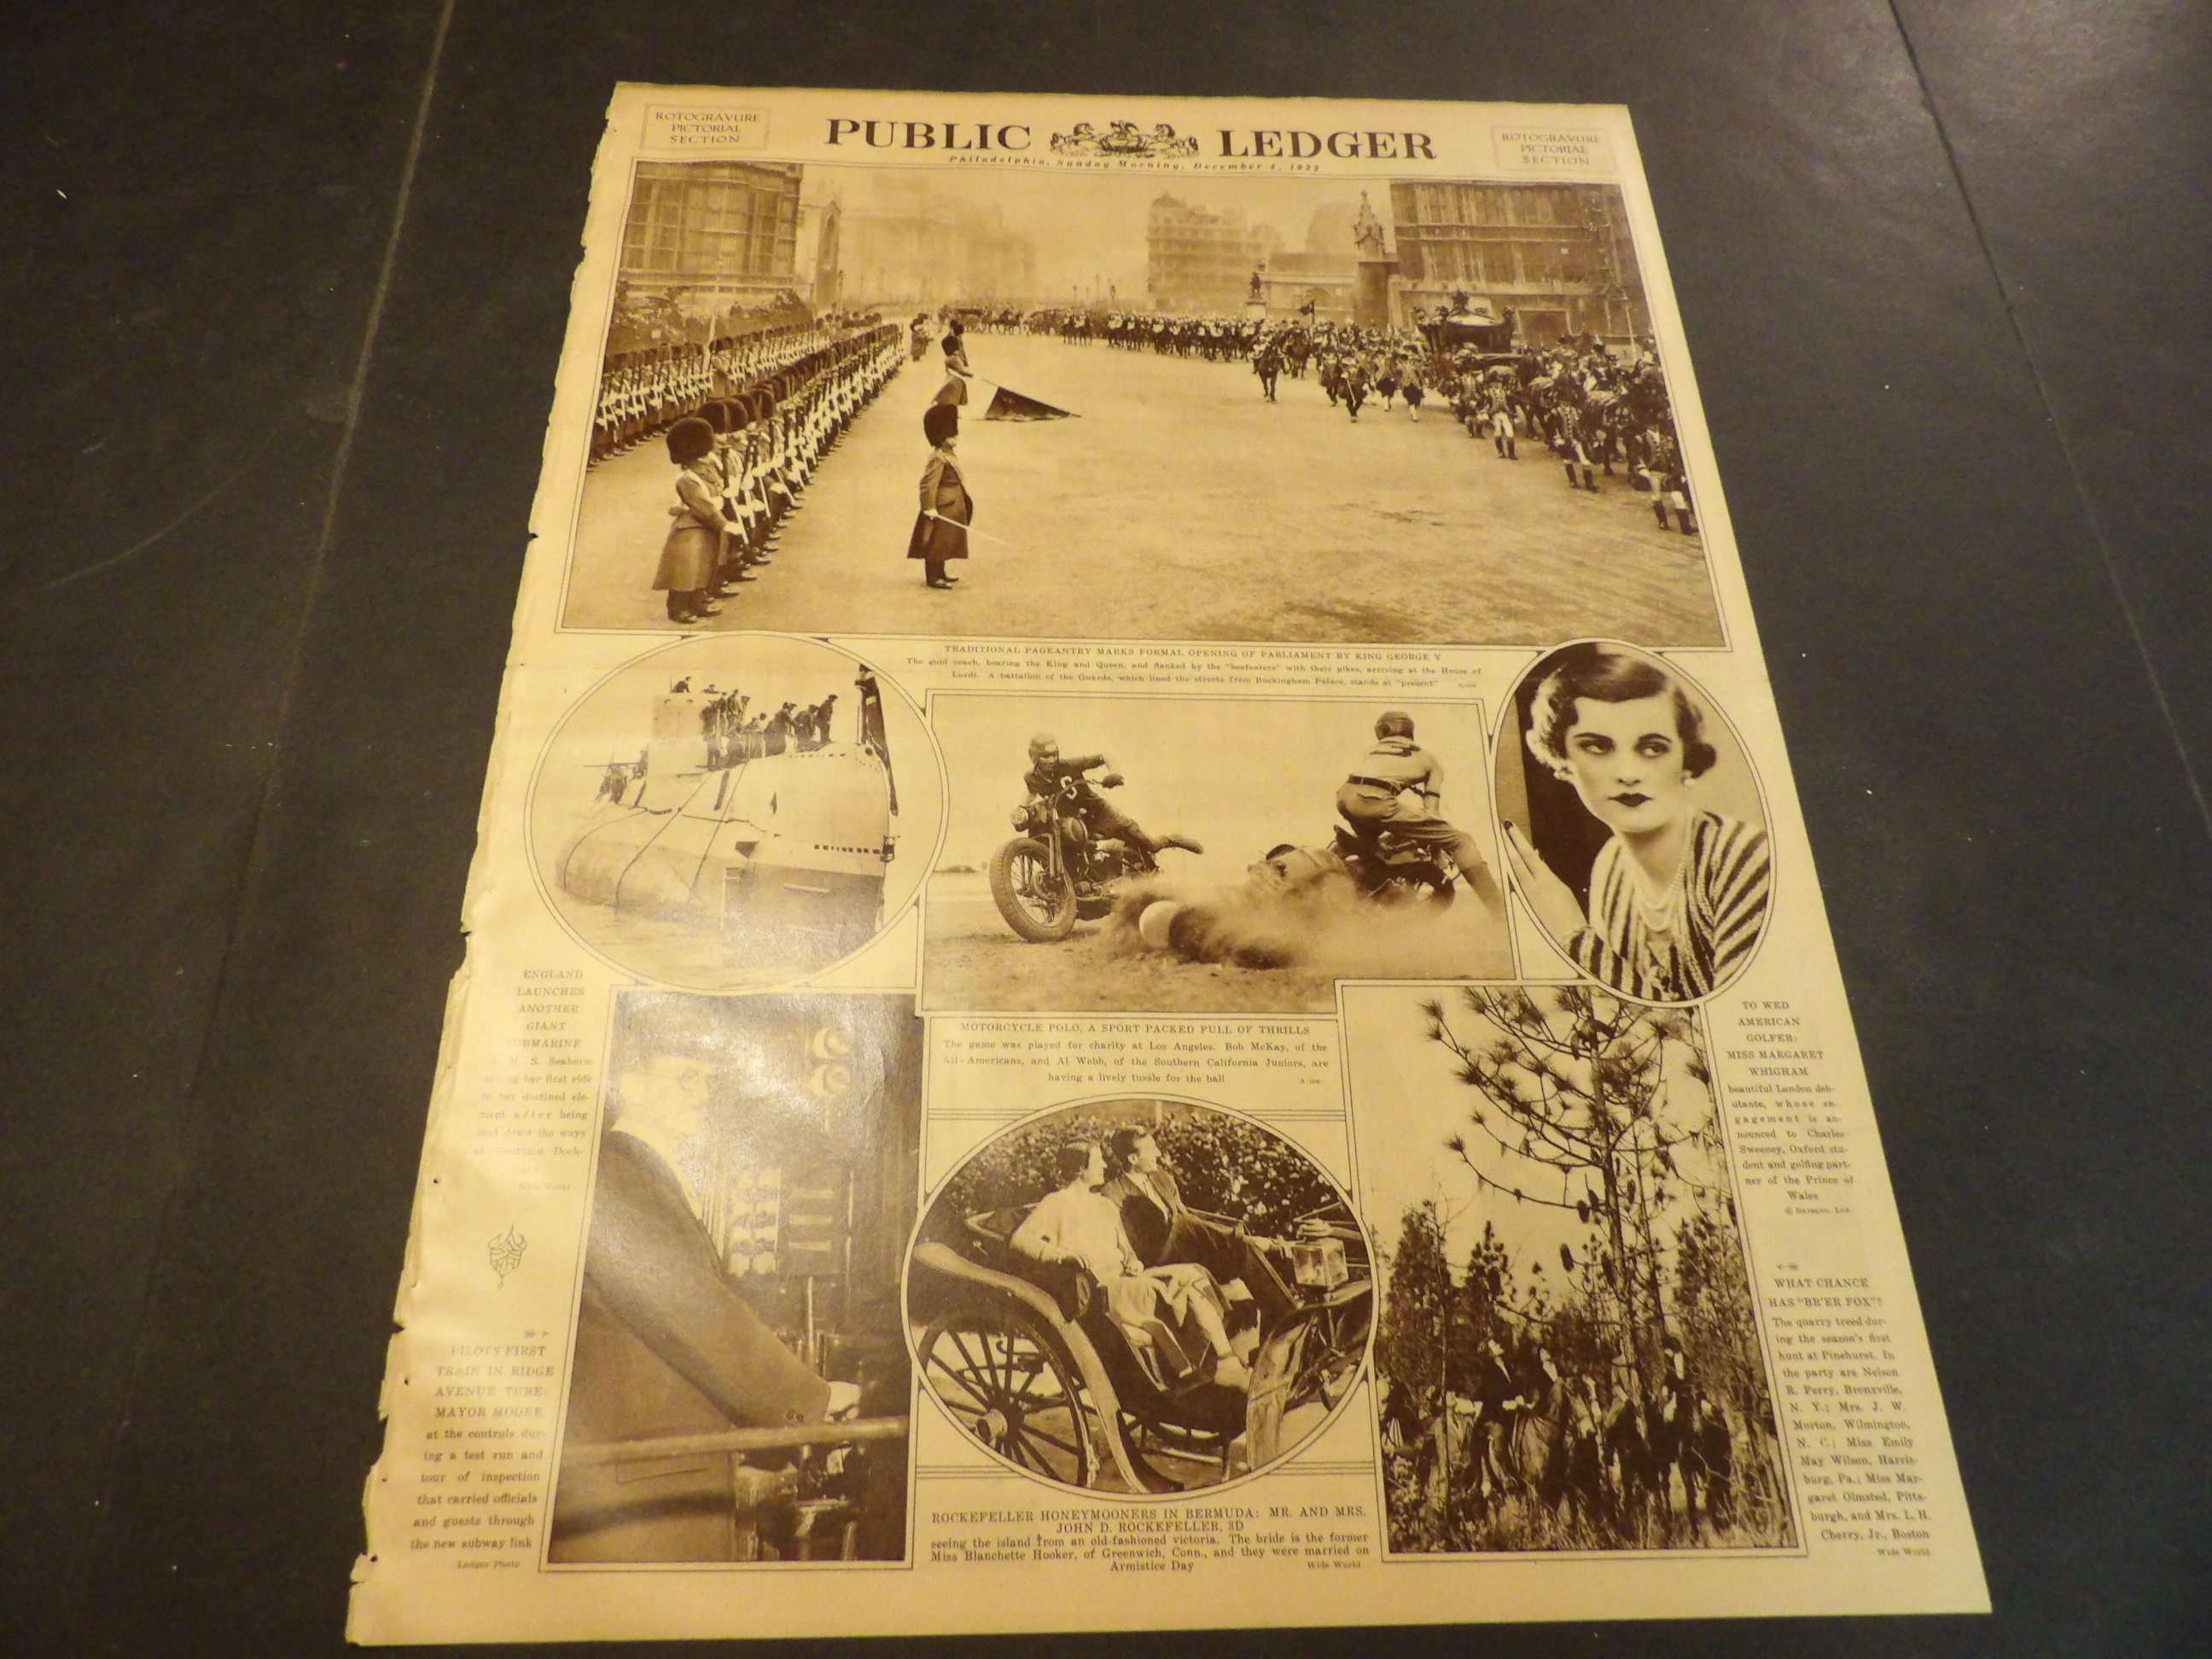 ROTOGRAVURE
PICTORIAL
SECTION
PUBLIC LEDGER
Philadelphia, Sunday Morning, December 4, 1932
ROTOGRAVURE
PICTORIAL
SECTION
TRADITIONAL PAGEANTRY MARKS FORMAL OPENING OF PARLIAMENT BY KING GEORGE V
The gold coach, bearing the King and Queen, and flanked by the "beefeaters" with their pikes, arriving at the House of
Lords. A battalion of the Guards, which lined the streets from Buckingham Palace, stands at "present"
ENGLAND
LAUNCHES
ANOTHER
GIANT
SUBMARINE
M. S. Seahorse
her first ride
in her destined ele-
ment after being
down the ways
at Chatham Dock-
yard
Wide World
MOTORCYCLE POLO, A SPORT PACKED FULL OF THRILLS
The game was played for charity at Los Angeles. Bob McKay, of the
All-Americans, and Al Webb, of the Southern California Juniors, are
having a lively tussle for the ball
TO WED
AMERICAN
GOLFER:
MISS MARGARET
WHIGHAM
beautiful London deb-
utante, whose en-
gagement is an-
nounced to Charles
Sweeney, Oxford stu-
dent and golfing part-
ner of the Prince of
Wales
PILOTS FIRST
TRAIN IN RIDGE
AVENUE TUBE:
MAYOR MOORE
at the controls dur-
ing a test run and
tour of inspection
that carried officials
and guests through
the new subway link
Ledger Photo
ROCKEFELLER HONEYMOONERS IN BERMUDA: MR. AND MRS.
JOHN D. ROCKEFELLER, 3D
seeing the island from an old-fashioned victoria. The bride is the former
Miss Blanchette Hooker, of Greenwich, Conn., and they were married on
Armistice Day
Wide World
WHAT CHANCE
HAS "BR'ER FOX"?
The quarry treed dur-
ing the season's first
hunt at Pinehurst. In
the party are Nelson
R. Perry, Bronxville,
N. Y.; Mrs. J. W.
Morton, Wilmington,
N. C.; Miss Emily
May Wilson, Harris-
burg, Pa.; Miss Mar-
garet Olmsted, Pitts-
burgh, and Mrs. L. H.
Cherry, Jr., Boston
Wide World